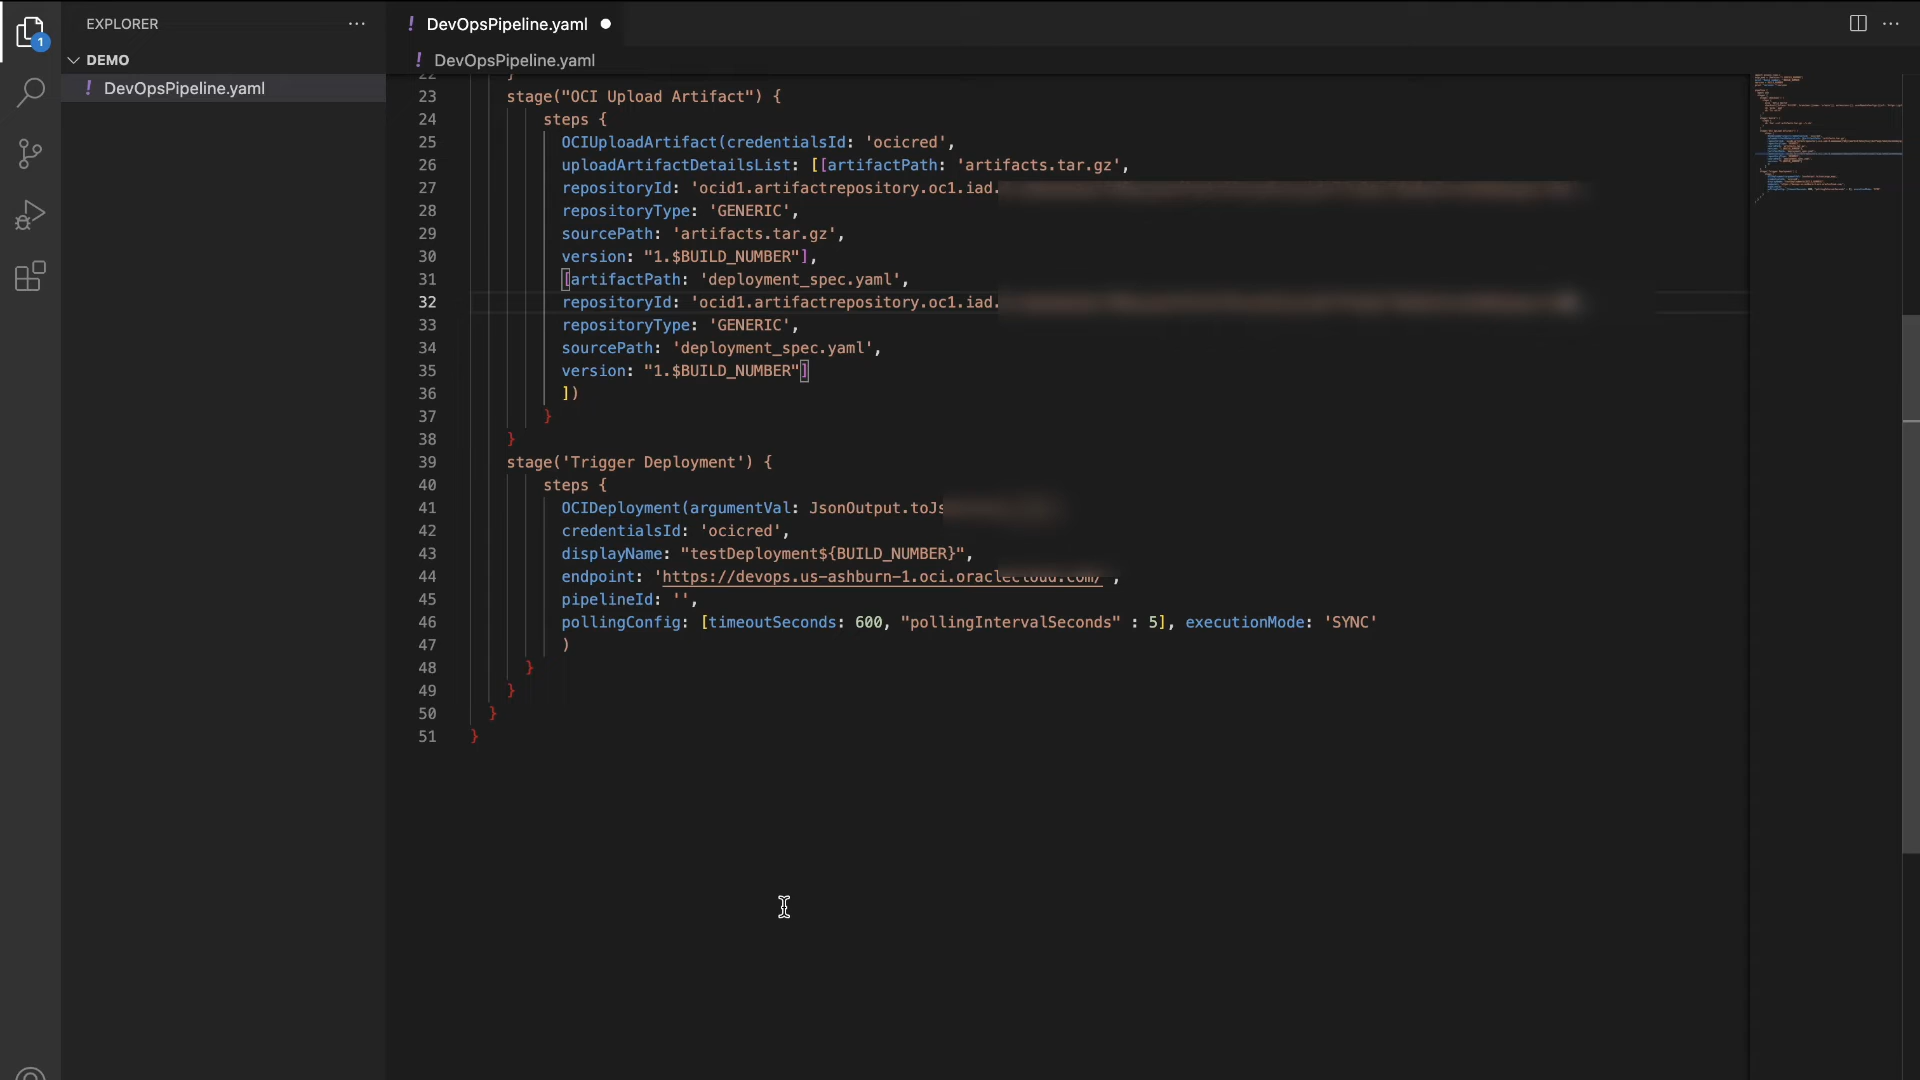 EXPLORER
DEMO
! DevOpsPipeline.yaml
1
! DevOpsPipeline.yaml
! DevOpsPipeline.yaml
22 }
23 stage("OCI Upload Artifact") {
24 steps {
25 OCIUploadArtifact(credentialsId: 'ocicred',
26 uploadArtifactDetailsList: [[artifactPath: 'artifacts.tar.gz',
27 repositoryId: 'ocid1.artifactrepository.oc1.iad.
28 repositoryType: 'GENERIC',
29 sourcePath: 'artifacts.tar.gz',
30 version: "1.$BUILD_NUMBER"],
31 [artifactPath: 'deployment_spec.yaml',
32 repositoryId: 'ocid1.artifactrepository.oc1.iad.
33 repositoryType: 'GENERIC',
34 sourcePath: 'deployment_spec.yaml',
35 version: "1.$BUILD_NUMBER"]
36 ])
37 }
38 }
39 stage('Trigger Deployment') {
40 steps {
41 OCIDeployment(argumentVal: JsonOutput.toJs
42 credentialsId: 'ocicred',
43 displayName: "testDeployment${BUILD_NUMBER}",
44 endpoint: 'https://devops.us-ashburn-1.oci.oraclecloud.com/ ,
45 pipelineId: '',
46 pollingConfig: [timeoutSeconds: 600, "pollingIntervalSeconds" : 5], executionMode: 'SYNC'
47 )
48 }
49 }
50 }
51 }